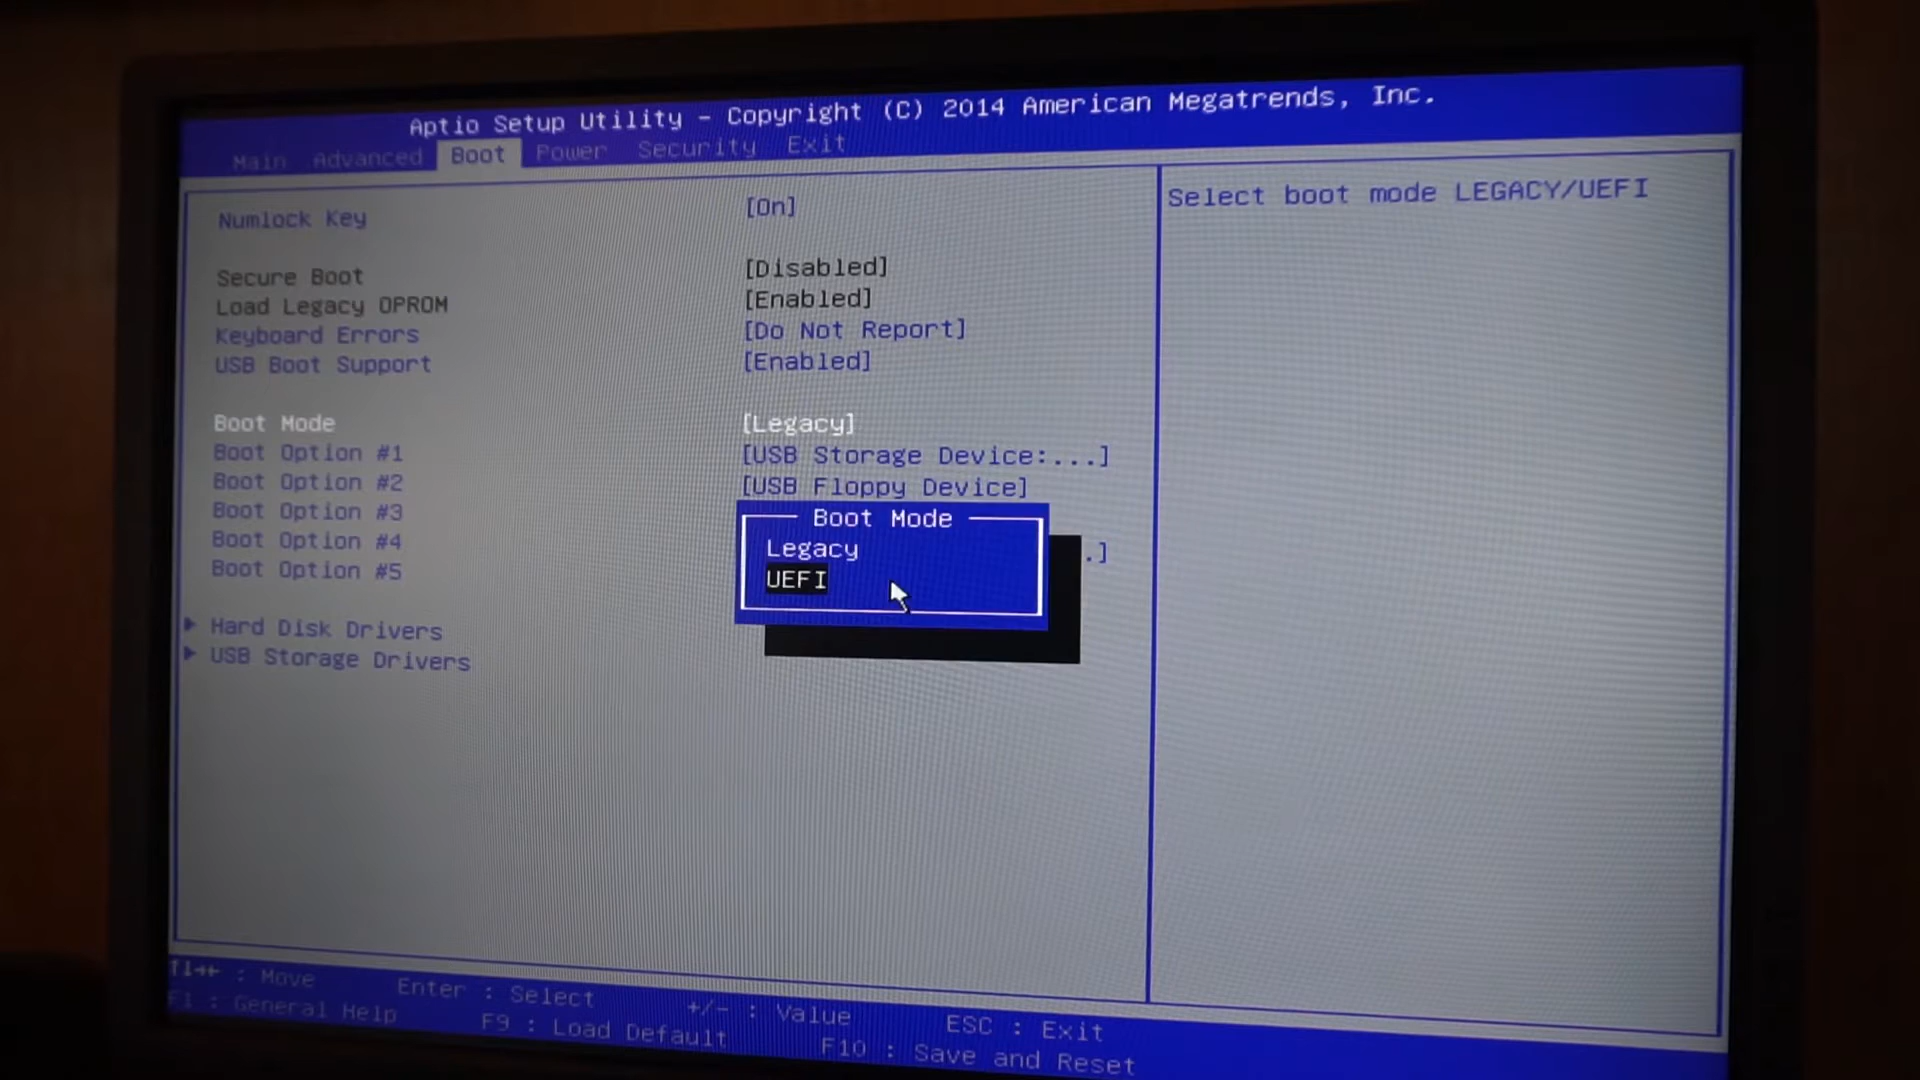 Aptio Setup Utility - Copyright (C) 2014 American Megatrends, Inc.
Main Advanced Boot Power Security Exit
Numlock Key [On]
Secure Boot [Disabled]
Load Legacy OPROM [Enabled]
Keyboard Errors [Do Not Report]
USB Boot Support [Enabled]
Boot Mode [Legacy]
Boot Option #1 [USB Storage Device:...]
Boot Option #2 [USB Floppy Device]
Boot Option #3
Boot Option #4 .]
Boot Option #5
Hard Disk Drivers
USB Storage Drivers
Boot Mode
Legacy
UEFI
Select boot mode LEGACY/UEFI
↑↓→← : Move Enter : Select +/- : Value ESC : Exit
F1 : General Help F9 : Load Default F10 : Save and Reset